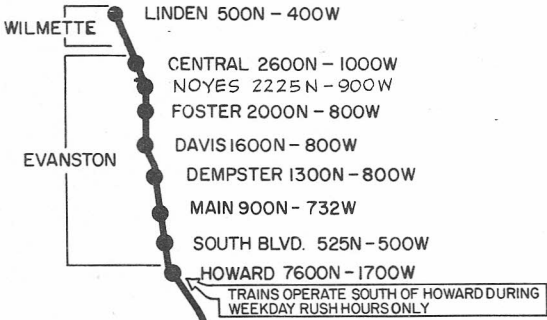 WILMETTE
LINDEN 500N – 400W
CENTRAL 2600N – 1000W
NOYES 2225N – 900W
FOSTER 2000N – 800W
DAVIS 1600N – 800W
EVANSTON
DEMPSTER 1300N – 800W
MAIN 900N – 732W
SOUTH BLVD. 525N – 500W
HOWARD 7600N – 1700W
TRAINS OPERATE SOUTH OF HOWARD DURING
WEEKDAY RUSH HOURS ONLY